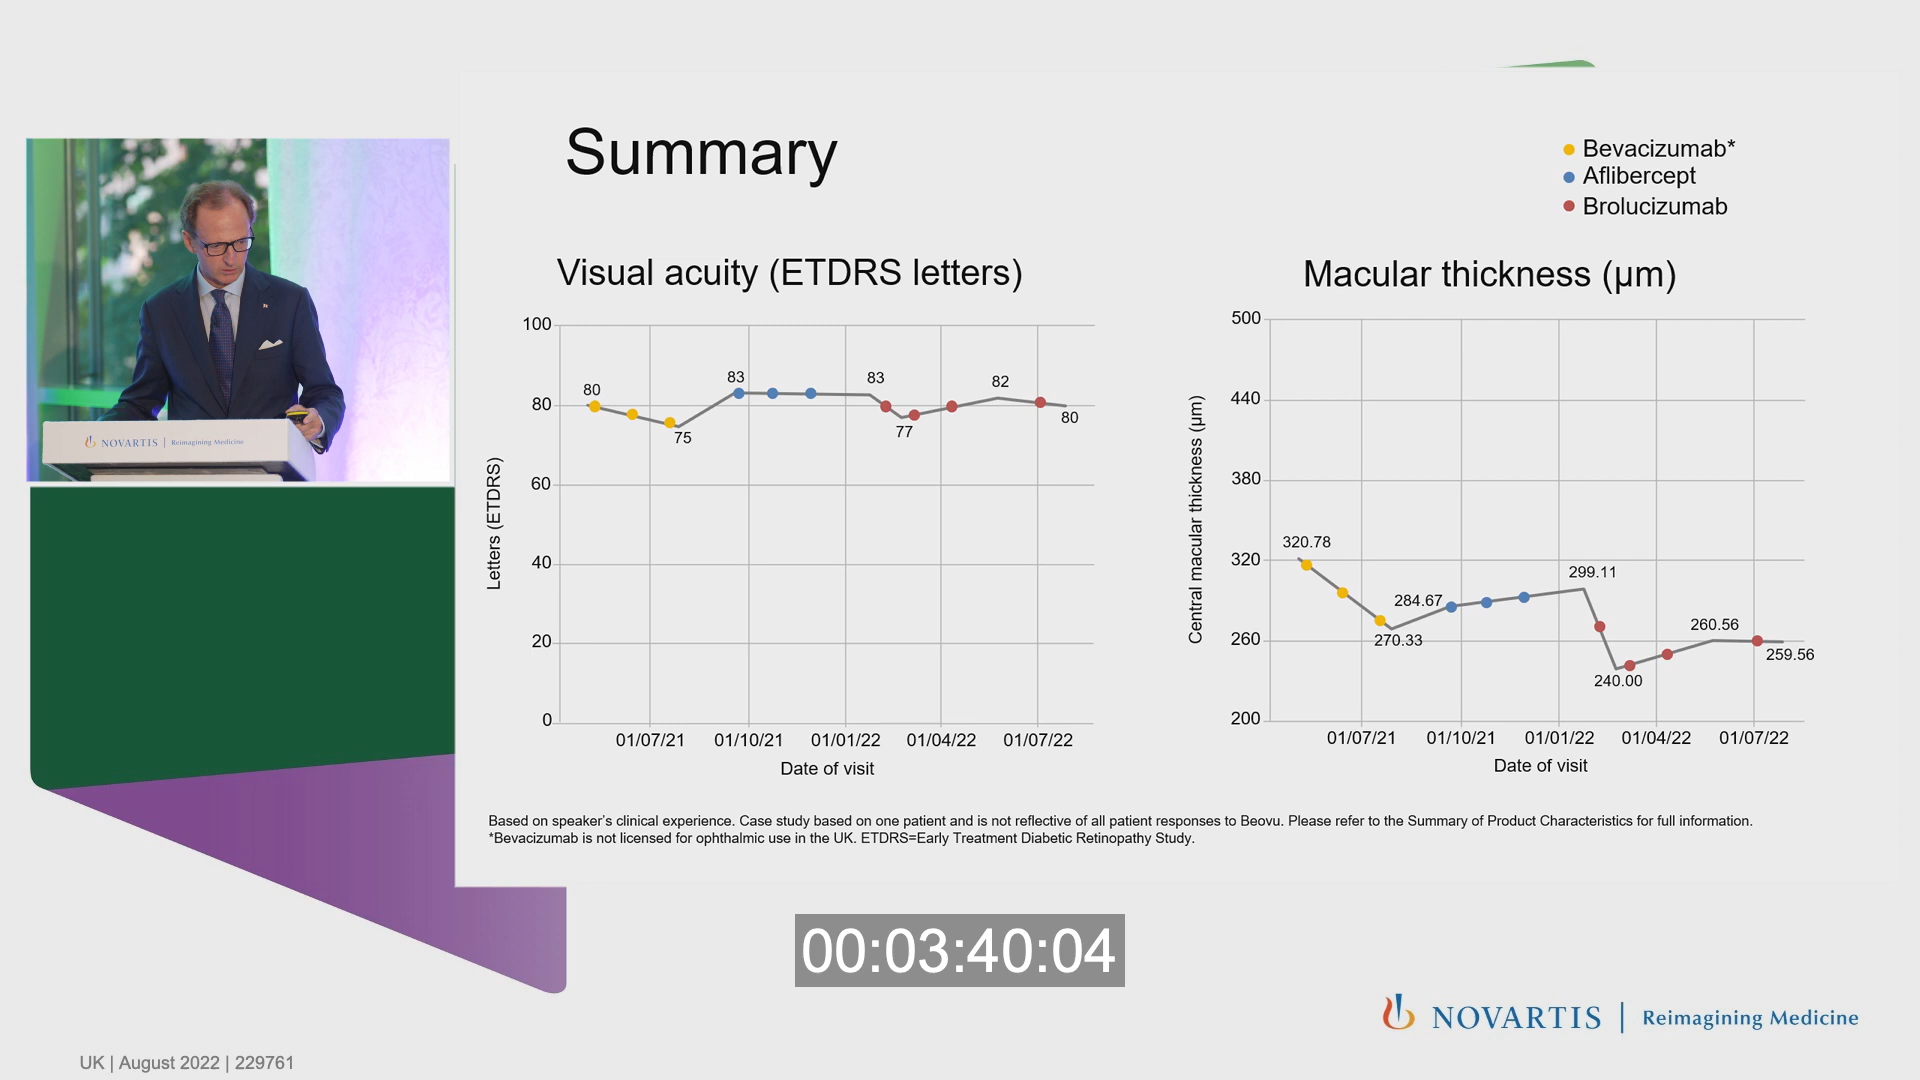 Summary
Bevacizumab*
Aflibercept
Brolucizumab
NOVARTIS | Reimagining Medicine
Visual acuity (ETDRS letters)
100
80
60
40
20
0
Letters (ETDRS)
80
75
83
83
77
82
80
01/07/21 01/10/21 01/01/22 01/04/22 01/07/22
Date of visit
Macular thickness (µm)
500
440
380
320
260
200
Central macular thickness (µm)
320.78
270.33
284.67
299.11
240.00
260.56
259.56
01/07/21 01/10/21 01/01/22 01/04/22 01/07/22
Date of visit
Based on speaker’s clinical experience. Case study based on one patient and is not reflective of all patient responses to Beovu. Please refer to the Summary of Product Characteristics for full information.
*Bevacizumab is not licensed for ophthalmic use in the UK. ETDRS=Early Treatment Diabetic Retinopathy Study.
00:03:40:04
NOVARTIS | Reimagining Medicine
UK | August 2022 | 229761